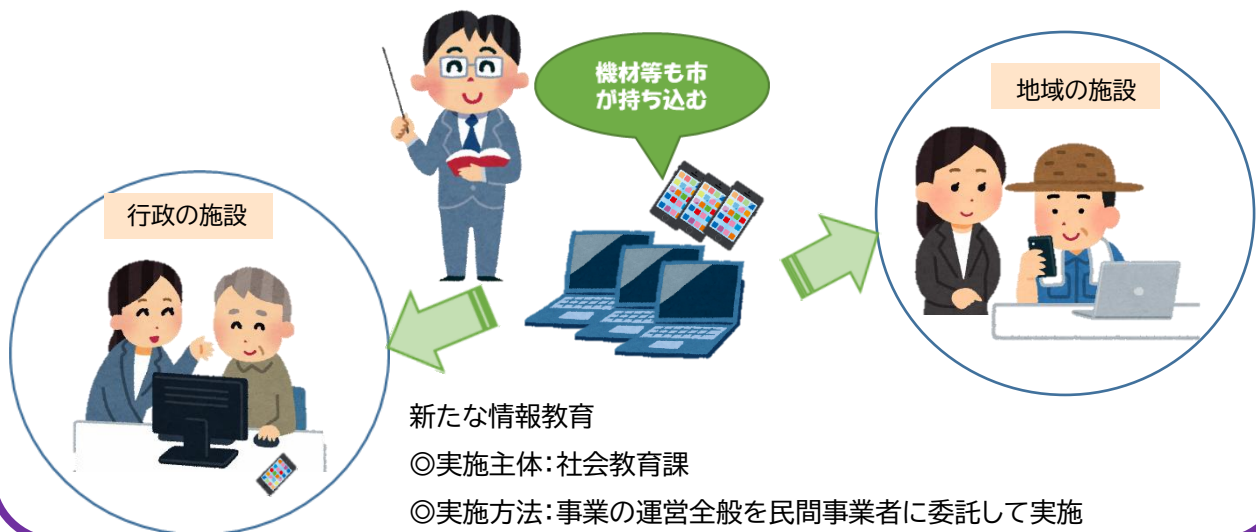 機材等も市
が持ち込む
地域の施設
行政の施設
新たな情報教育
◎実施主体:社会教育課
◎実施方法:事業の運営全般を民間事業者に委託して実施